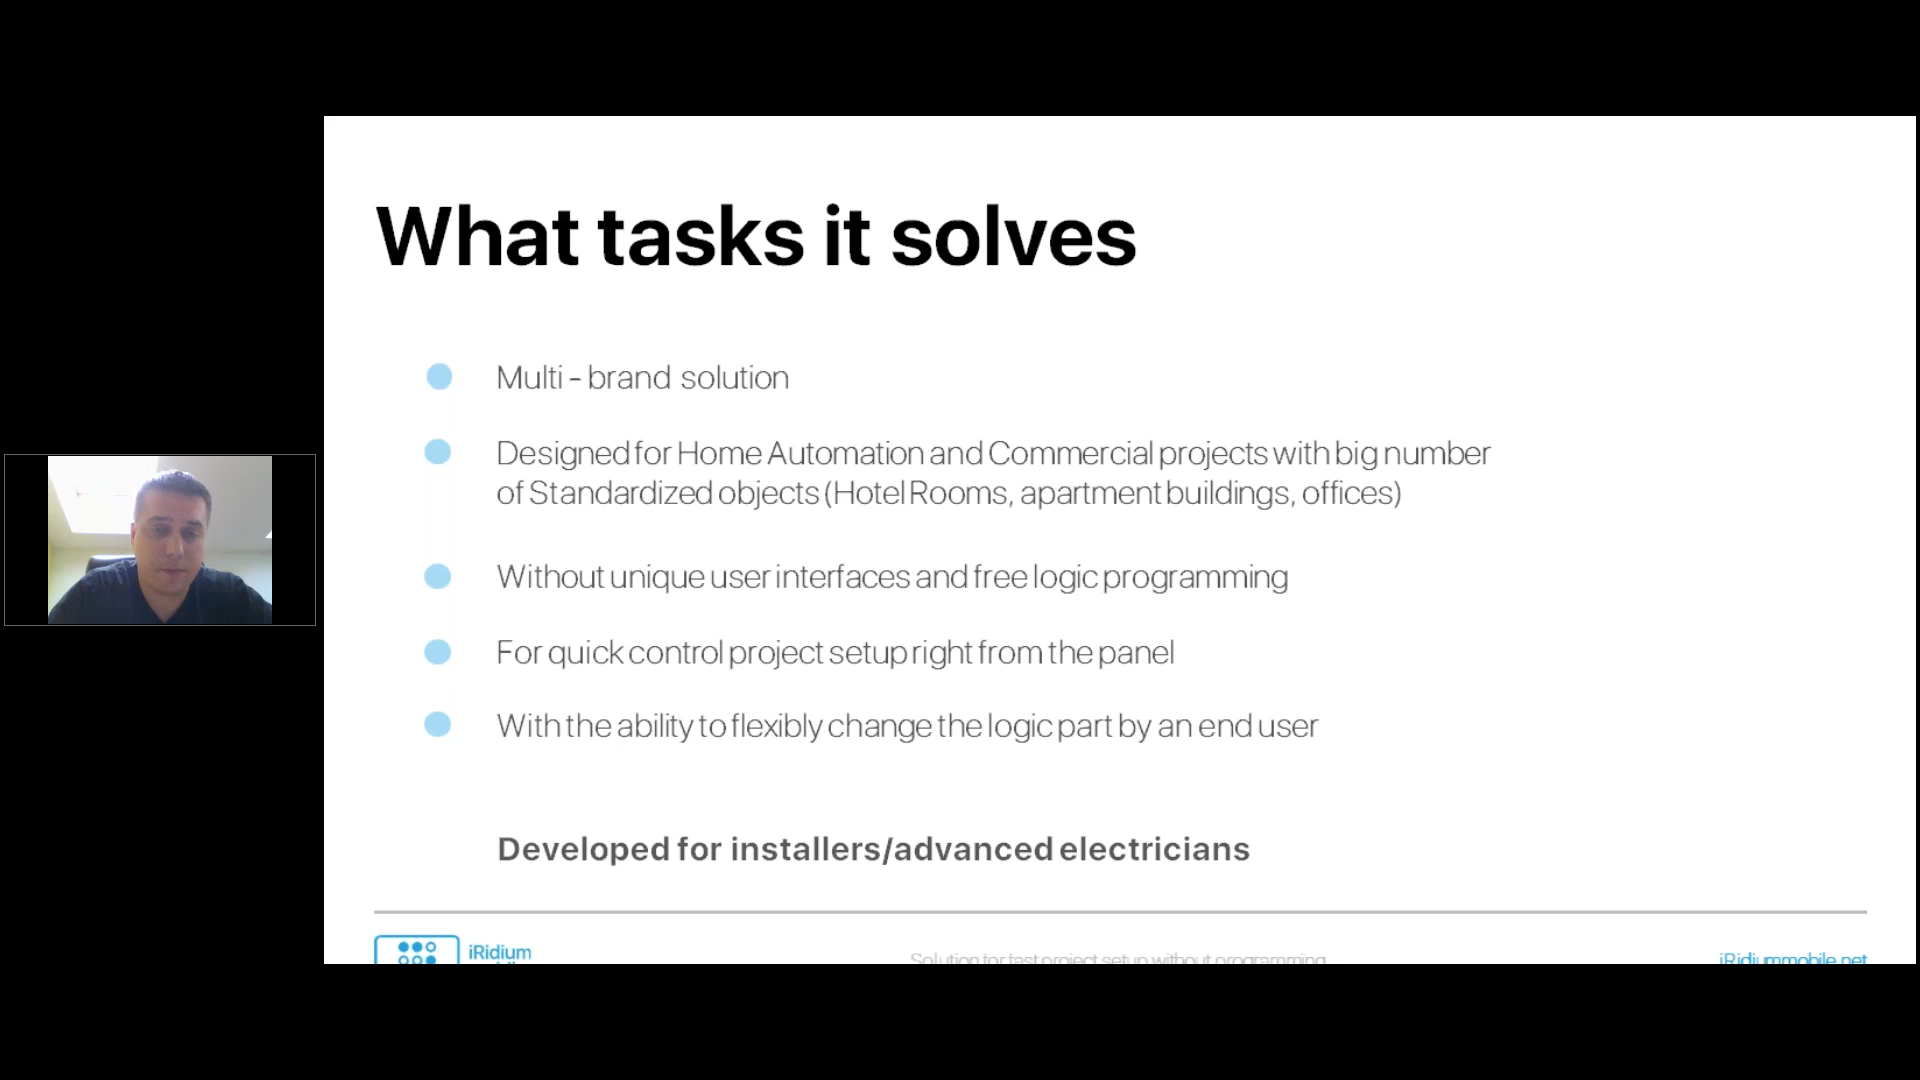 What tasks it solves
Multi - brand solution
Designed for Home Automation and Commercial projects with big number
of Standardized objects (Hotel Rooms, apartment buildings, offices)
Without unique user interfaces and free logic programming
For quick control project setup right from the panel
With the ability to flexibly change the logic part by an end user
Developed for installers/advanced electricians
iRidium
Solution for fast project setup without programming
iRidiummobile.net